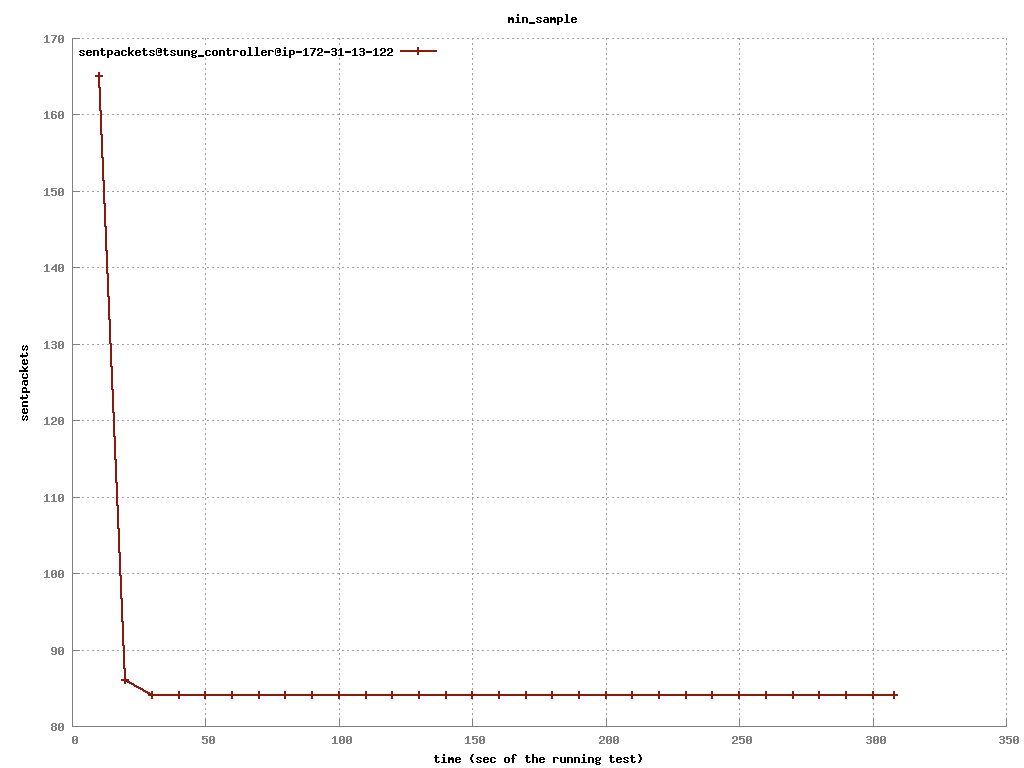 min_sample
170
sentpackets@tsung_controller@ip-172-31-13-122
160
150
140
130
sentpackets
120
110
100
90
80
0 50 100 150 200 250 300 350
time (sec of the running test)